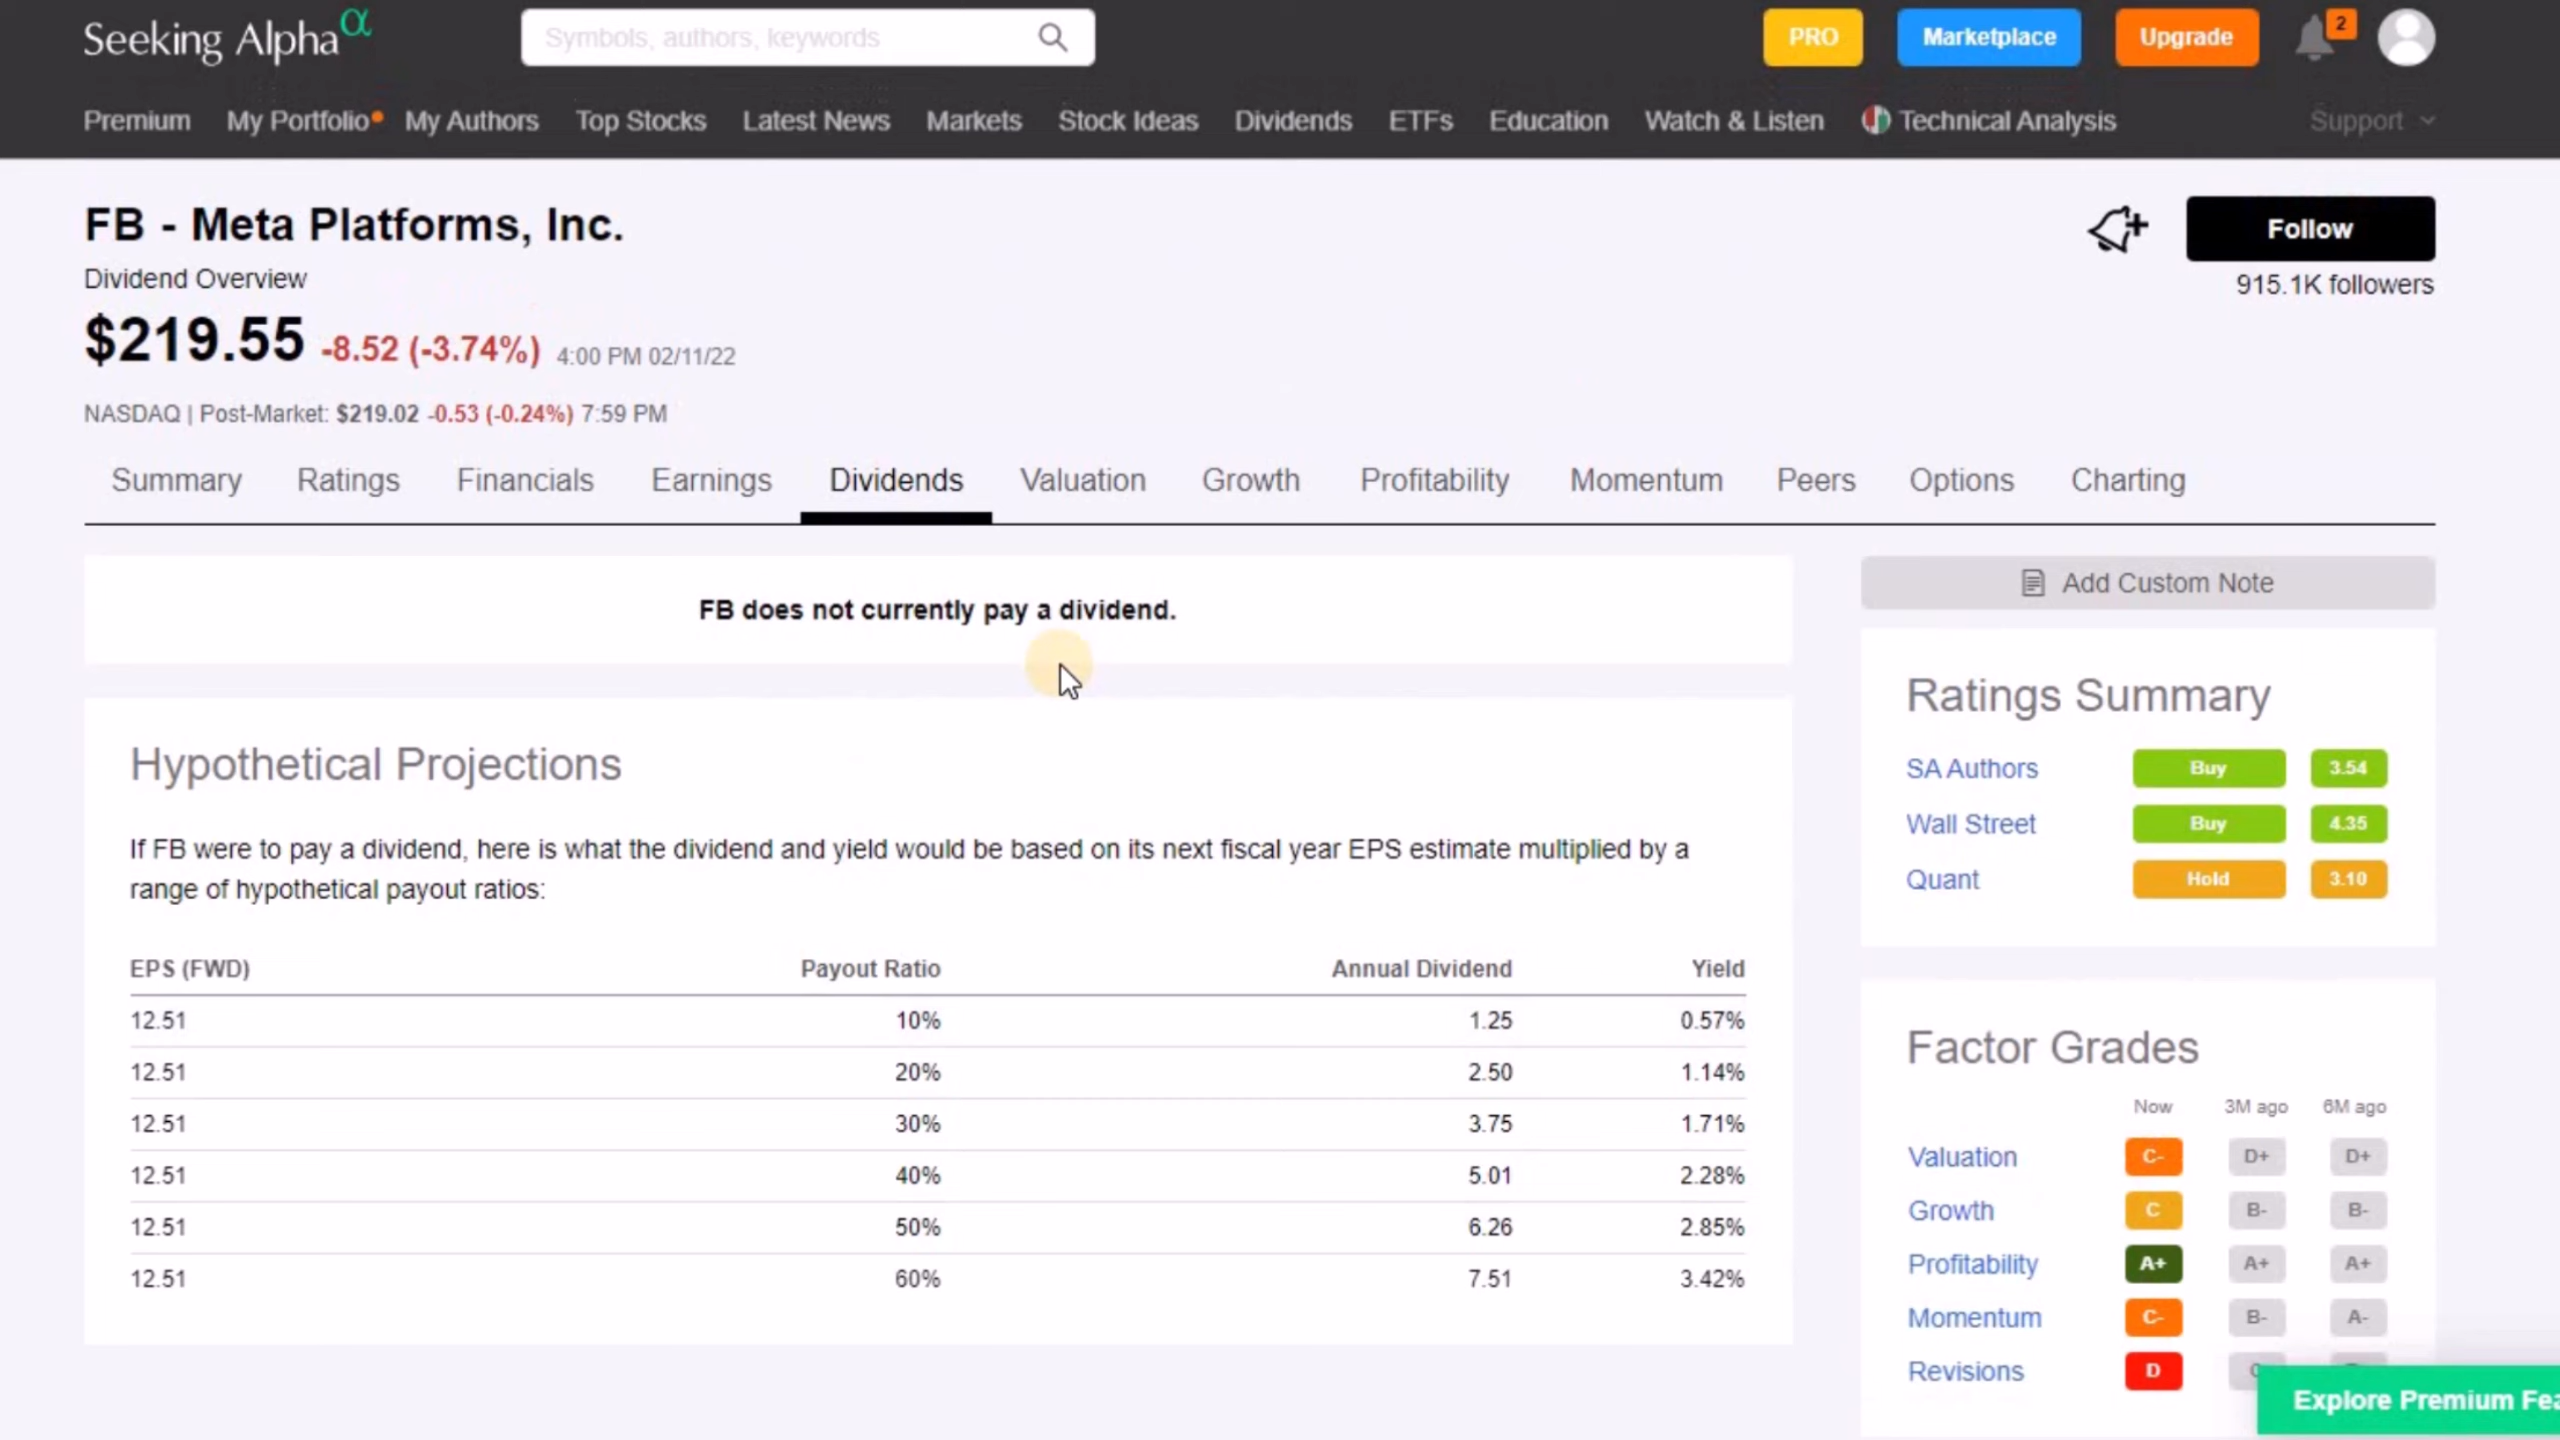 Seeking Alpha α
Symbols, authors, keywords
PRO
Marketplace
Upgrade
2
Premium My Portfolio My Authors Top Stocks Latest News Markets Stock Ideas Dividends ETFs Education Watch & Listen Technical Analysis Support
FB - Meta Platforms, Inc.
Follow
Dividend Overview
915.1K followers
$219.55 -8.52 (-3.74%) 4:00 PM 02/11/22
NASDAQ | Post-Market: $219.02 -0.53 (-0.24%) 7:59 PM
Summary Ratings Financials Earnings Dividends Valuation Growth Profitability Momentum Peers Options Charting
FB does not currently pay a dividend.
Hypothetical Projections
If FB were to pay a dividend, here is what the dividend and yield would be based on its next fiscal year EPS estimate multiplied by a
range of hypothetical payout ratios:
EPS (FWD) Payout Ratio Annual Dividend Yield
12.51 10% 1.25 0.57%
12.51 20% 2.50 1.14%
12.51 30% 3.75 1.71%
12.51 40% 5.01 2.28%
12.51 50% 6.26 2.85%
12.51 60% 7.51 3.42%
Add Custom Note
Ratings Summary
SA Authors Buy 3.54
Wall Street Buy 4.35
Quant Hold 3.10
Factor Grades
Now 3M ago 6M ago
Valuation C- D+ D+
Growth C B- B-
Profitability A+ A+ A+
Momentum C- B- A-
Revisions D
Explore Premium